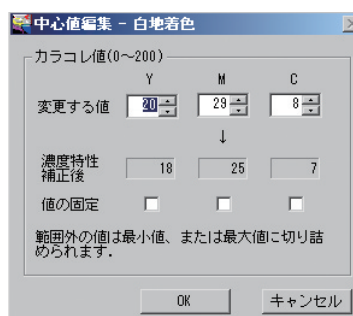 中心値編集 - 白地着色
カラコレ値(0～200)
Y M C
変更する値 20 29 8
↓
濃度特性
補正後 18 25 7
値の固定
範囲外の値は最小値、または最大値に切り詰
められます.
OK キャンセル